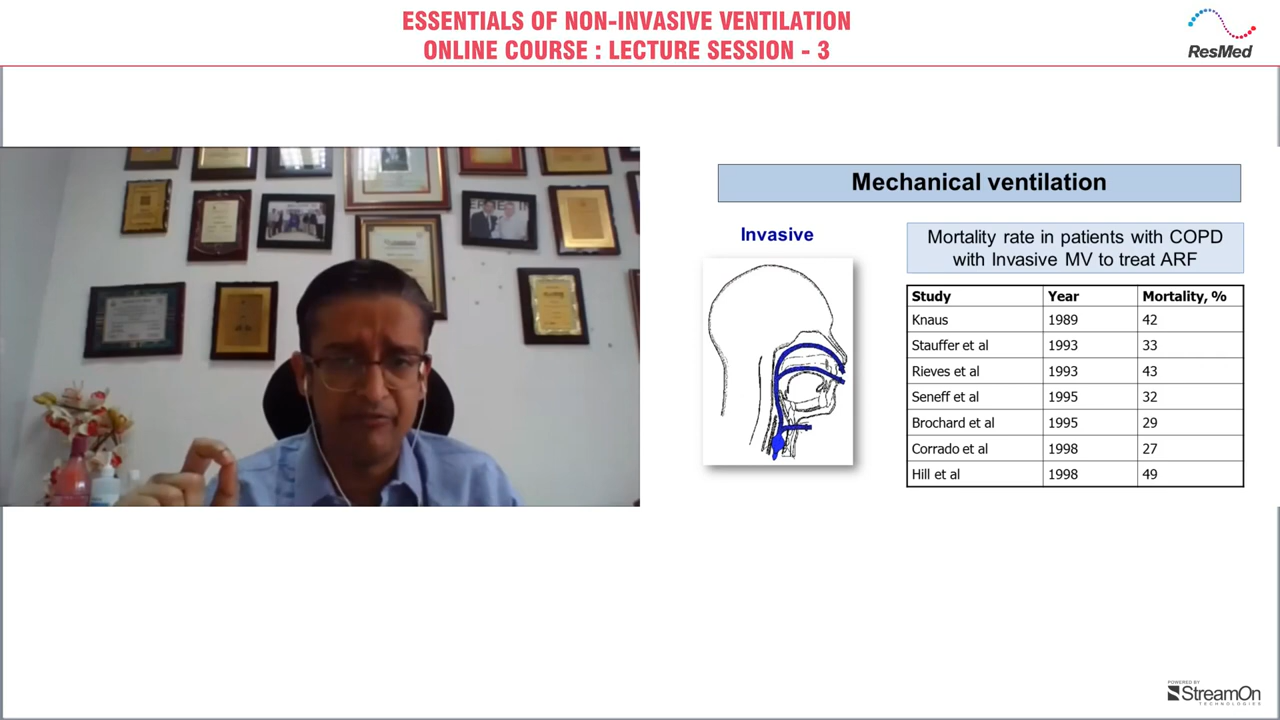 ESSENTIALS OF NON-INVASIVE VENTILATION
ONLINE COURSE : LECTURE SESSION - 3
ResMed
Mechanical ventilation
Invasive
Mortality rate in patients with COPD
with Invasive MV to treat ARF
Study Year Mortality, %
Knaus 1989 42
Stauffer et al 1993 33
Rieves et al 1993 43
Seneff et al 1995 32
Brochard et al 1995 29
Corrado et al 1998 27
Hill et al 1998 49
POWERED BY
StreamOn
TECHNOLOGIES